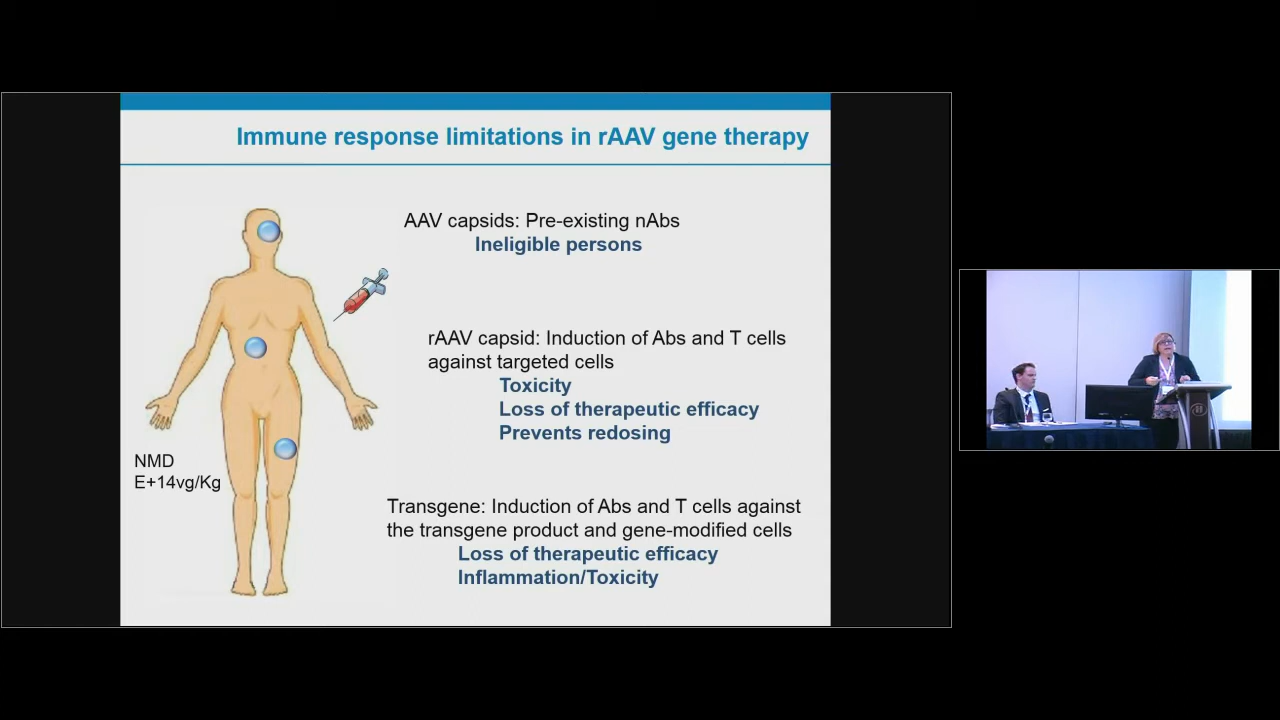 Immune response limitations in rAAV gene therapy
AAV capsids: Pre-existing nAbs
Ineligible persons
rAAV capsid: Induction of Abs and T cells
against targeted cells
Toxicity
Loss of therapeutic efficacy
Prevents redosing
NMD
E+14vg/Kg
Transgene: Induction of Abs and T cells against
the transgene product and gene-modified cells
Loss of therapeutic efficacy
Inflammation/Toxicity